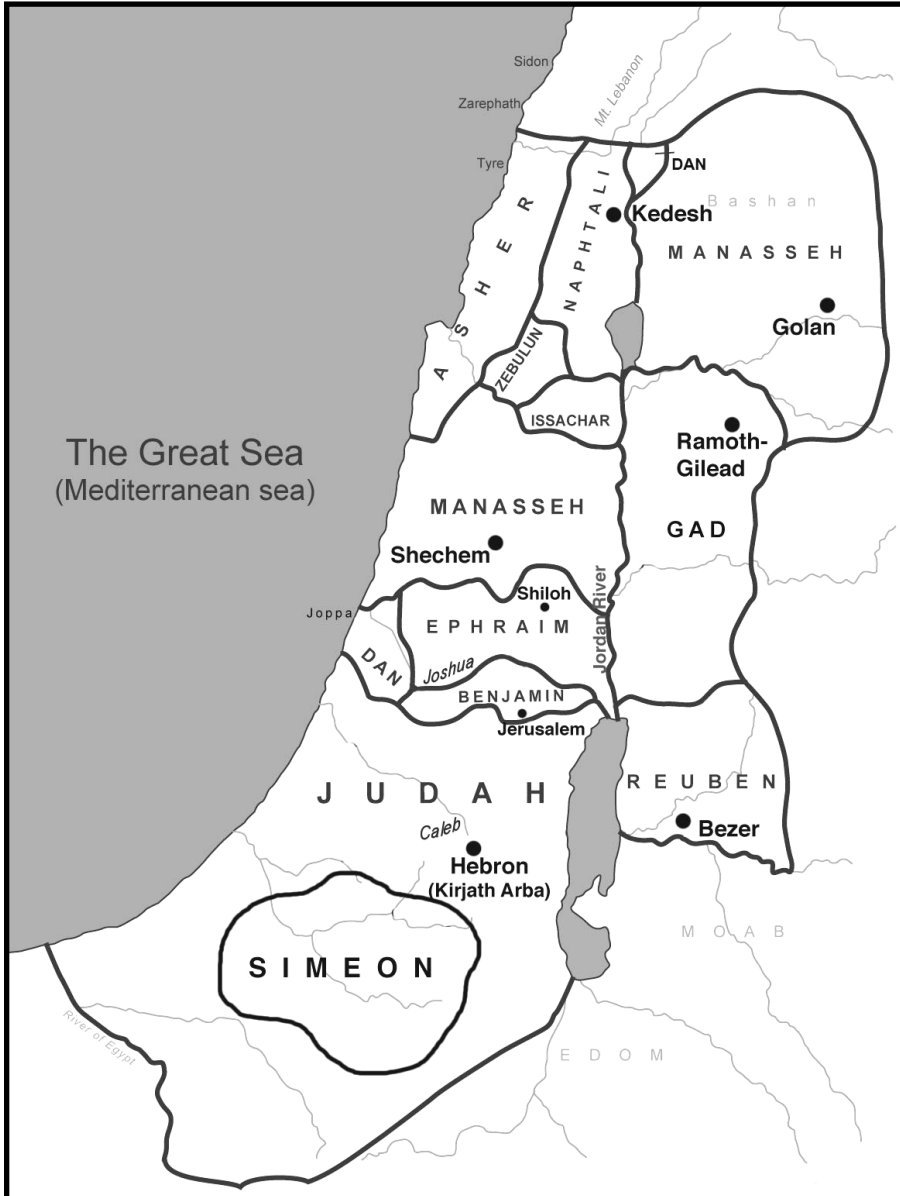 Sidon
Mt. Lebanon
Zarephath
Tyre
DAN
Bashan
ASHER
NAPHTALI
Kedesh
MANASSEH
Golan
ZEBULUN
ISSACHAR
Ramoth-
Gilead
The Great Sea
(Mediterranean sea)
MANASSEH
GAD
Shechem
Shiloh
Jordan River
Joppa
EPHRAIM
DAN
Joshua
BENJAMIN
Jerusalem
JUDAH
REUBEN
Caleb
Bezer
Hebron
(Kirjath Arba)
MOAB
SIMEON
River of Egypt
EDOM